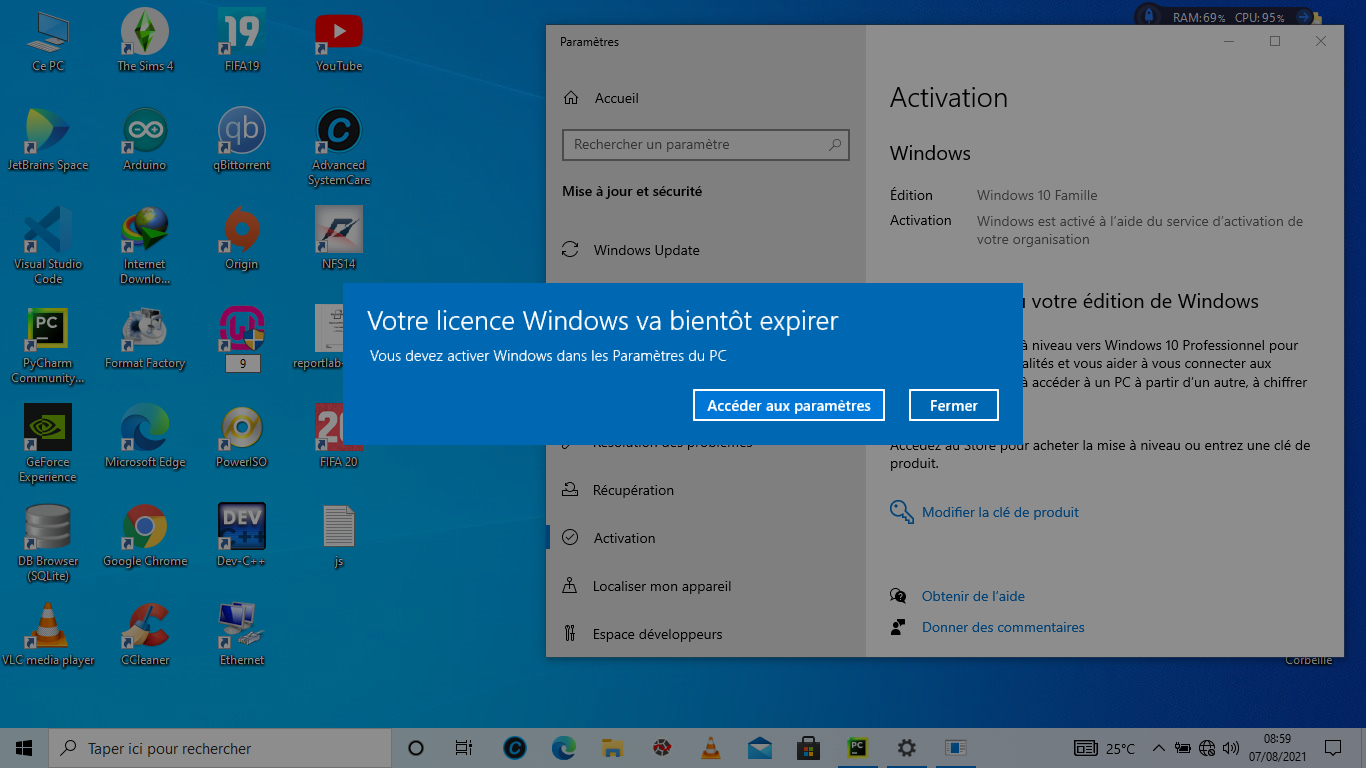 RAM:69% CPU:95%
Ce PC
The Sims 4
19
FIFA19
YouTube
JetBrains Space
Arduino
qb
qBittorrent
Advanced
SystemCare
Visual Studio
Code
Internet
Downlo...
Origin
NFS14
PC
PyCharm
Community...
Format Factory
9
reportlab-
GeForce
Experience
Microsoft Edge
PowerISO
20
FIFA 20
DB Browser
(SQLite)
Google Chrome
DEV
C++
Dev-C++
js
VLC media player
CCleaner
Ethernet
Paramètres
Accueil
Rechercher un paramètre
Mise à jour et sécurité
Windows Update
Résolution des problèmes
Récupération
Activation
Localiser mon appareil
Espace développeurs
Activation
Windows
Édition
Windows 10 Famille
Activation
Windows est activé à l'aide du service d'activation de
votre organisation
votre édition de Windows
à niveau vers Windows 10 Professionnel pour
alités et vous aider à vous connecter aux
à accéder à un PC à partir d'un autre, à chiffrer
Accédez au Store pour acheter la mise à niveau ou entrez une clé de
produit.
Modifier la clé de produit
Obtenir de l'aide
Donner des commentaires
Corbeille
Votre licence Windows va bientôt expirer
Vous devez activer Windows dans les Paramètres du PC
Accéder aux paramètres
Fermer
Taper ici pour rechercher
PC
25°C
08:59
07/08/2021